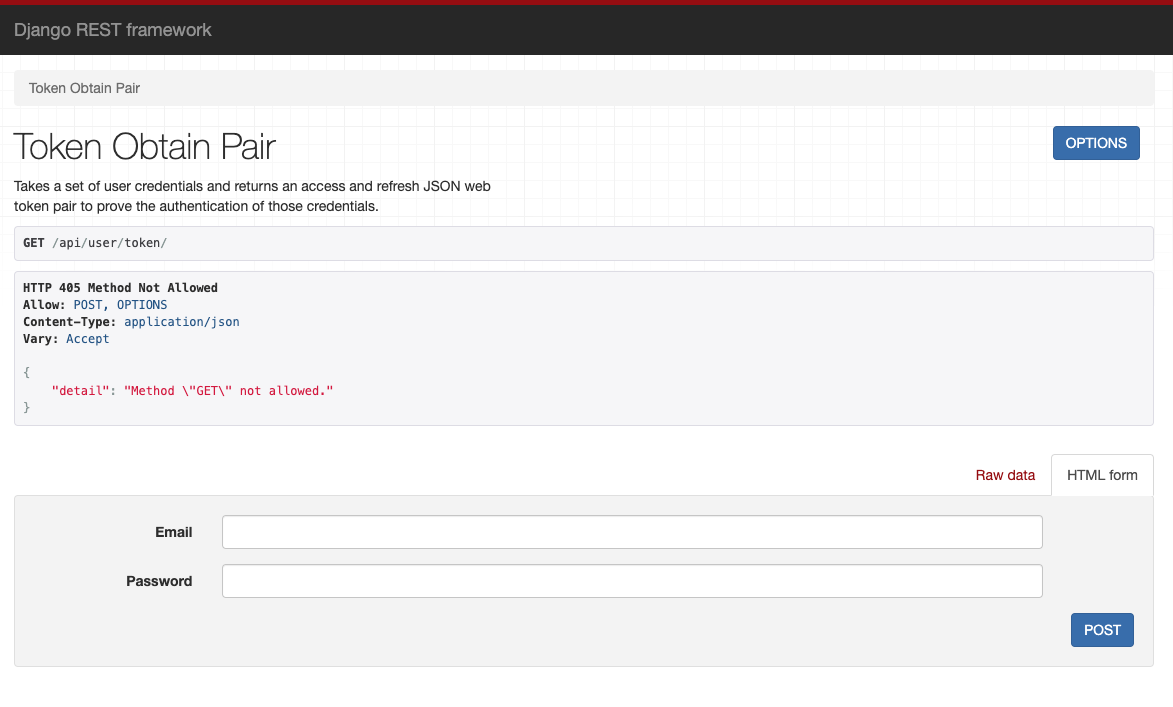 Django REST framework
Token Obtain Pair
Token Obtain Pair
OPTIONS
Takes a set of user credentials and returns an access and refresh JSON web
token pair to prove the authentication of those credentials.
GET /api/user/token/
HTTP 405 Method Not Allowed
Allow: POST, OPTIONS
Content-Type: application/json
Vary: Accept
{
    "detail": "Method \"GET\" not allowed."
}
Raw data
HTML form
Email
Password
POST